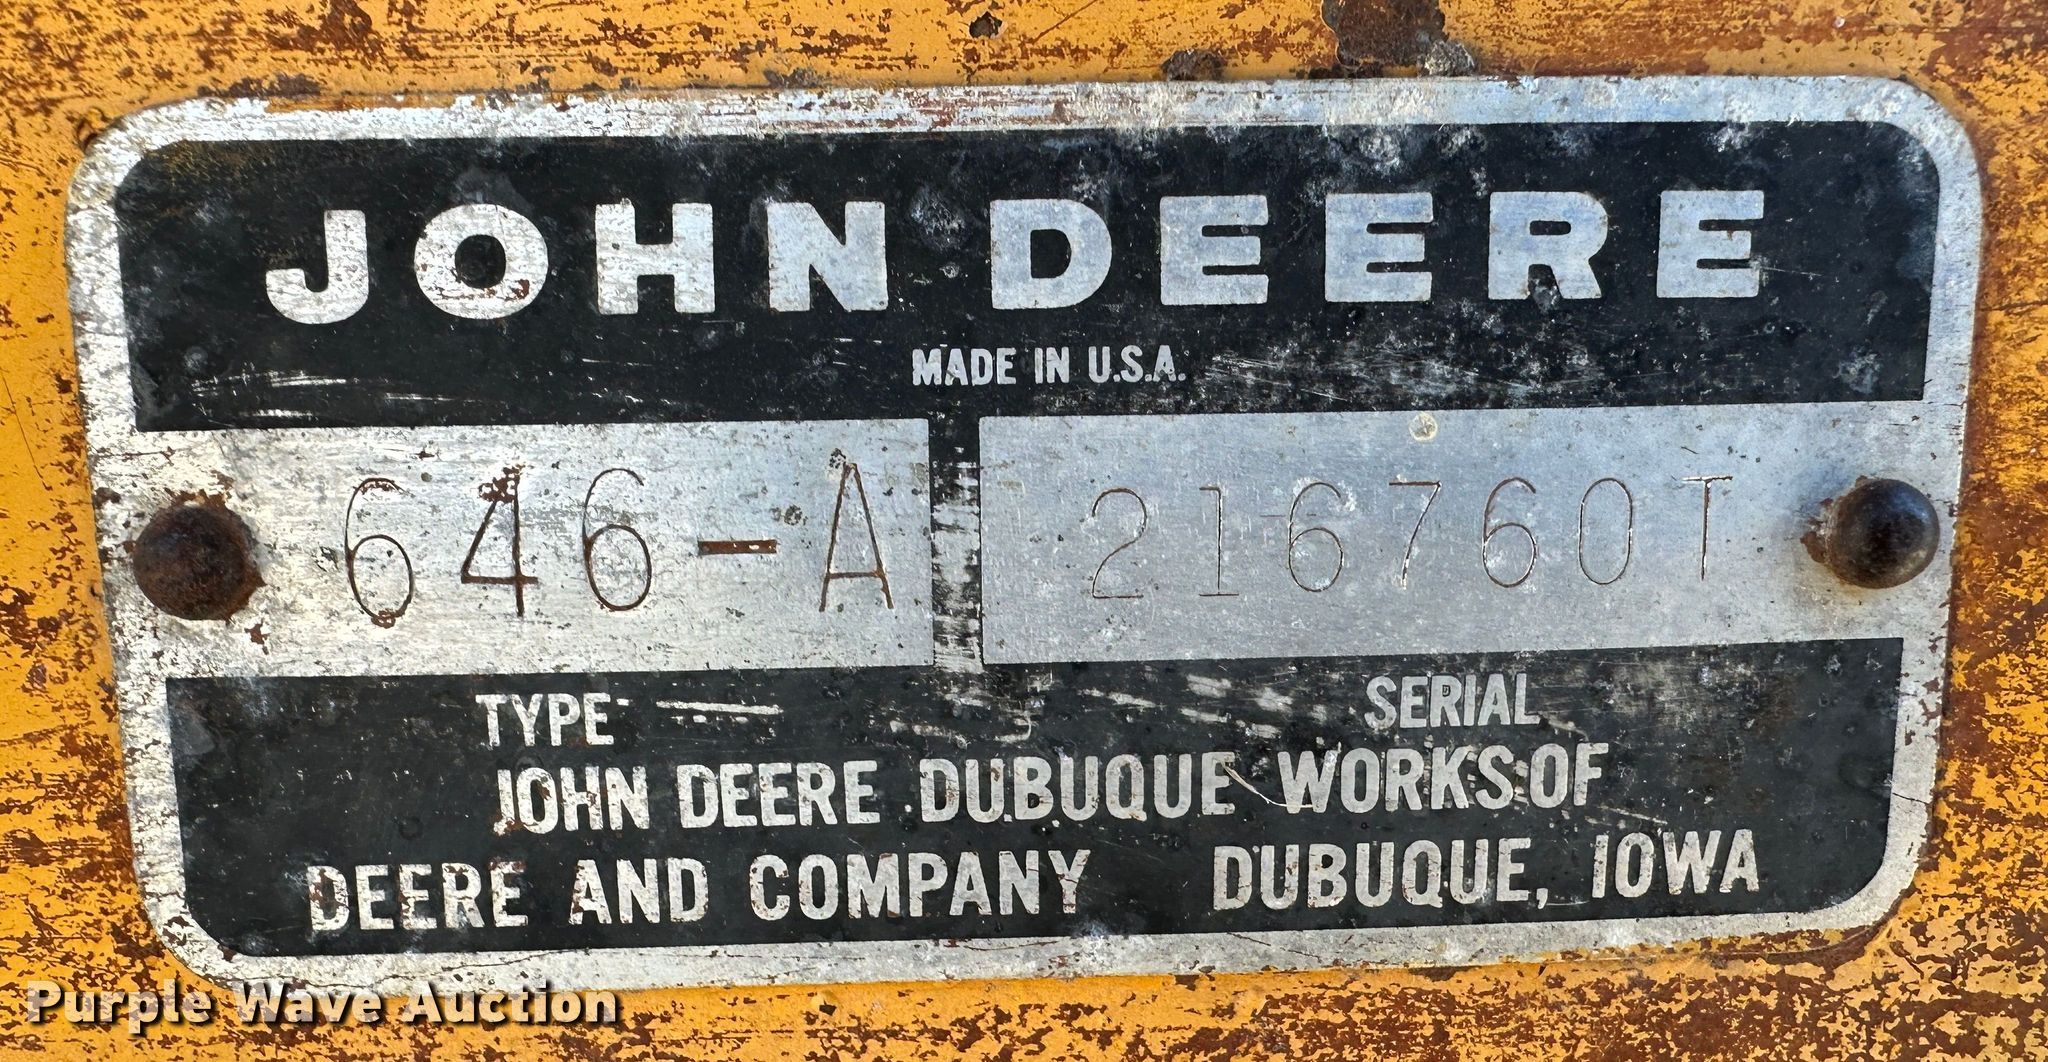 JOHN DEERE
MADE IN U.S.A.
646-A 216760T
TYPE SERIAL
JOHN DEERE DUBUQUE WORKS OF
DEERE AND COMPANY DUBUQUE, IOWA
Purple Wave Auction